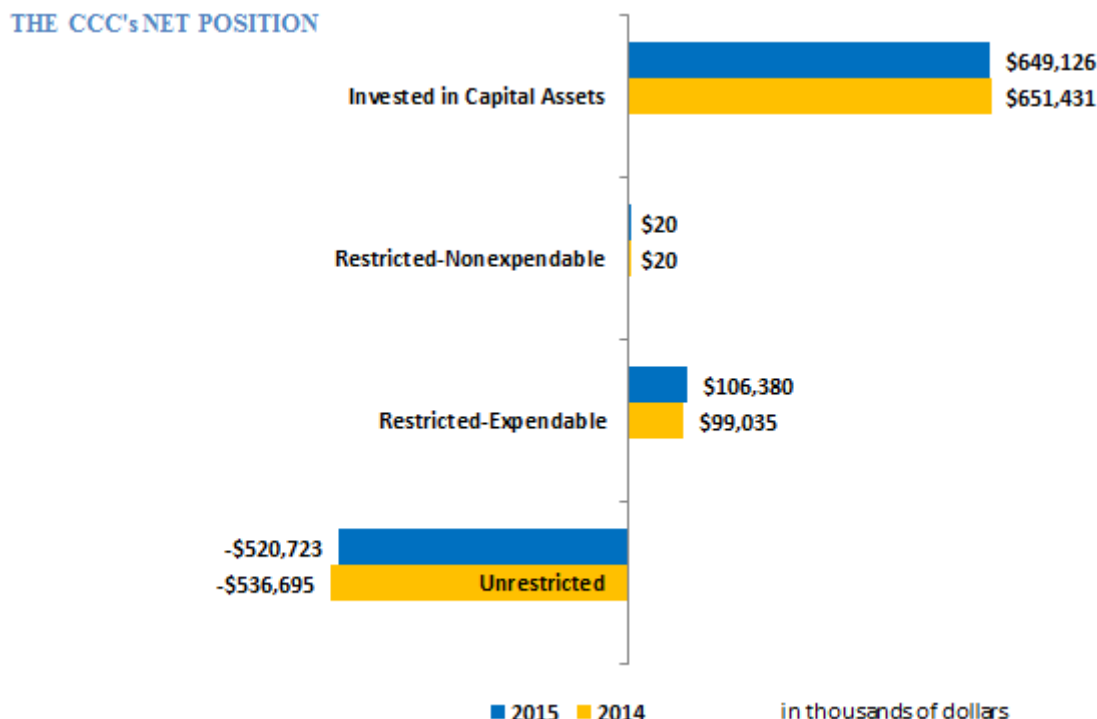 THE CCC's NET POSITION
$649,126
Invested in Capital Assets
$651,431
$20
Restricted-Nonexpendable
$20
$106,380
Restricted-Expendable
$99,035
-$520,723
-$536,695
Unrestricted
2015 2014 in thousands of dollars